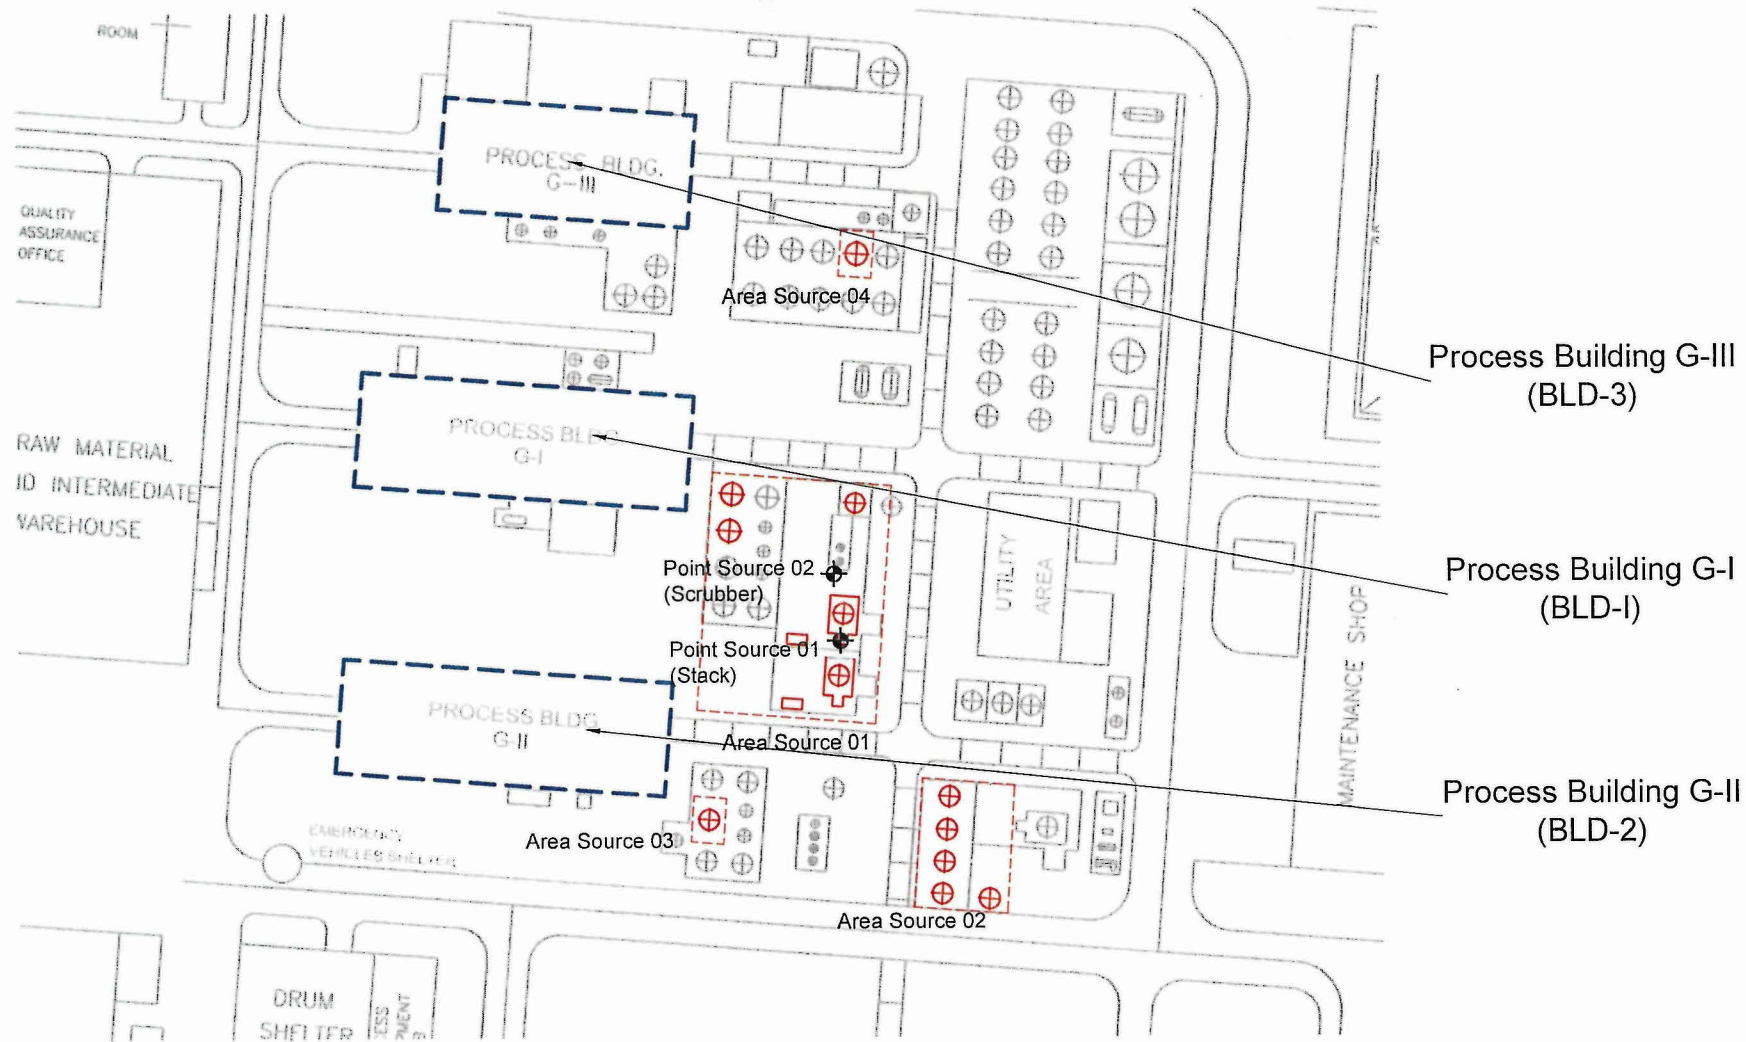 ROOM
PROCESS BLDG.
G-III
QUALITY
ASSURANCE
OFFICE
Area Source 04
Process Building G-III
(BLD-3)
PROCESS BLDG
G-I
RAW MATERIAL
ID INTERMEDIATE
WAREHOUSE
Point Source 02
(Scrubber)
UTILITY
AREA
Process Building G-I
(BLD-I)
Point Source 01
(Stack)
MAINTENANCE SHOP
PROCESS BLDG
G-II
Area Source 01
Process Building G-II
(BLD-2)
EMERGENCY
VEHICLES SHELTER
Area Source 03
Area Source 02
DRUM
SHELTER